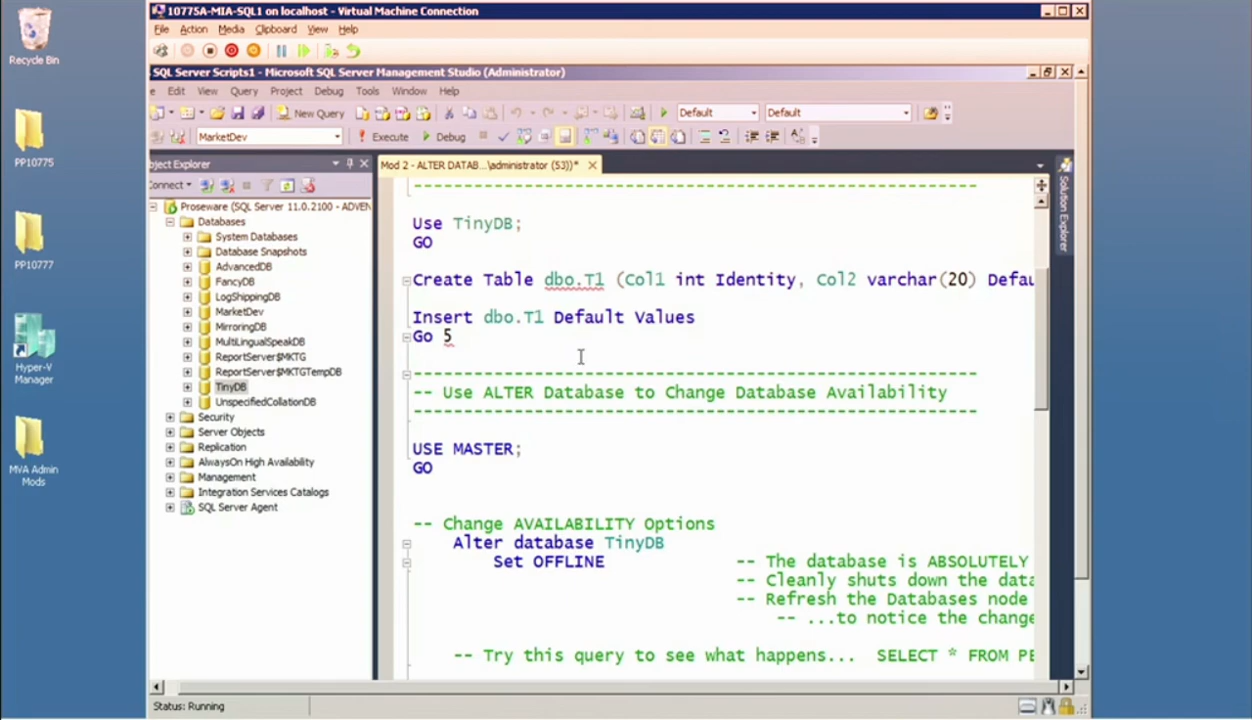 10775A-MIA-SQL1 on localhost - Virtual Machine Connection
File Action Media Clipboard View Help
SQL Server Scripts1 - Microsoft SQL Server Management Studio (Administrator)
e Edit View Query Project Debug Tools Window Help
New Query Default Default
MarketDev Execute Debug
bject Explorer
Connect
Proseware (SQL Server 11.0.2100 - ADVEN
Databases
System Databases
Database Snapshots
AdvancedDB
FancyDB
LogShippingDB
MarketDev
MirroringDB
MultiLingualSpeakDB
ReportServer$MKTG
ReportServer$MKTGTempDB
TinyDB
UnspecifiedCollationDB
Security
Server Objects
Replication
AlwaysOn High Availability
Management
Integration Services Catalogs
SQL Server Agent
Mod 2 - ALTER DATAB...\administrator (53))*
---------------------------------------------------------
Use TinyDB;
GO
Create Table dbo.T1 (Col1 int Identity, Col2 varchar(20) Defau
Insert dbo.T1 Default Values
Go 5
---------------------------------------------------------
-- Use ALTER Database to Change Database Availability
---------------------------------------------------------
USE MASTER;
GO
-- Change AVAILABILITY Options
Alter database TinyDB
Set OFFLINE -- The database is ABSOLUTELY
-- Cleanly shuts down the data
-- Refresh the Databases node
-- ...to notice the change
-- Try this query to see what happens... SELECT * FROM PE
Solution Explorer
Status: Running
Recycle Bin
PP10775
PP10777
Hyper-V
Manager
MVA Admin
Mods